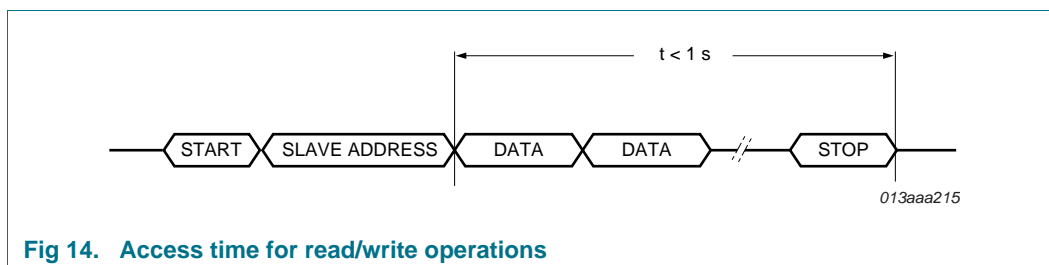 t < 1 s
START SLAVE ADDRESS DATA DATA STOP
013aaa215
Fig 14. Access time for read/write operations